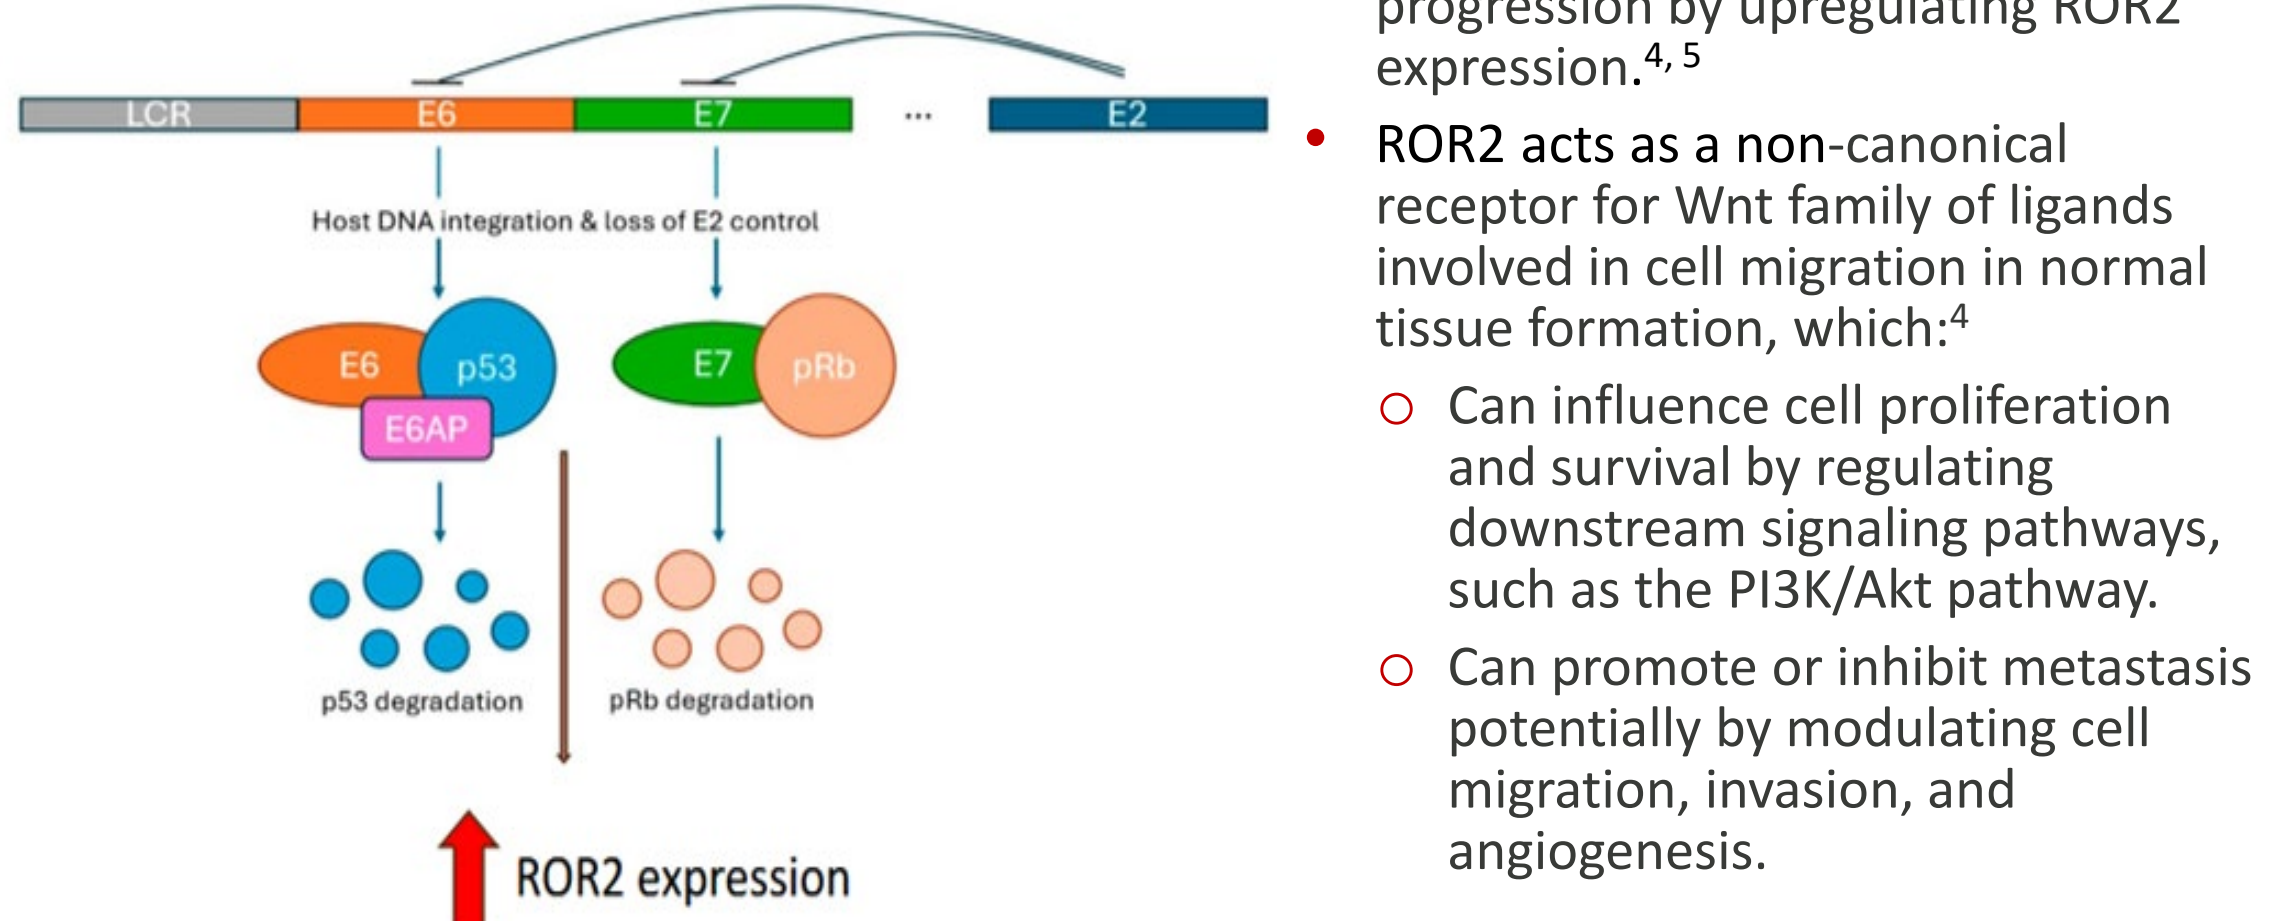 LCR E6 E7 ... E2
Host DNA integration & loss of E2 control
E6 p53 E7 pRb
E6AP
p53 degradation pRb degradation
ROR2 expression
progression by upregulating ROR2
expression.4, 5
• ROR2 acts as a non-canonical
receptor for Wnt family of ligands
involved in cell migration in normal
tissue formation, which:4
○ Can influence cell proliferation
and survival by regulating
downstream signaling pathways,
such as the PI3K/Akt pathway.
○ Can promote or inhibit metastasis
potentially by modulating cell
migration, invasion, and
angiogenesis.